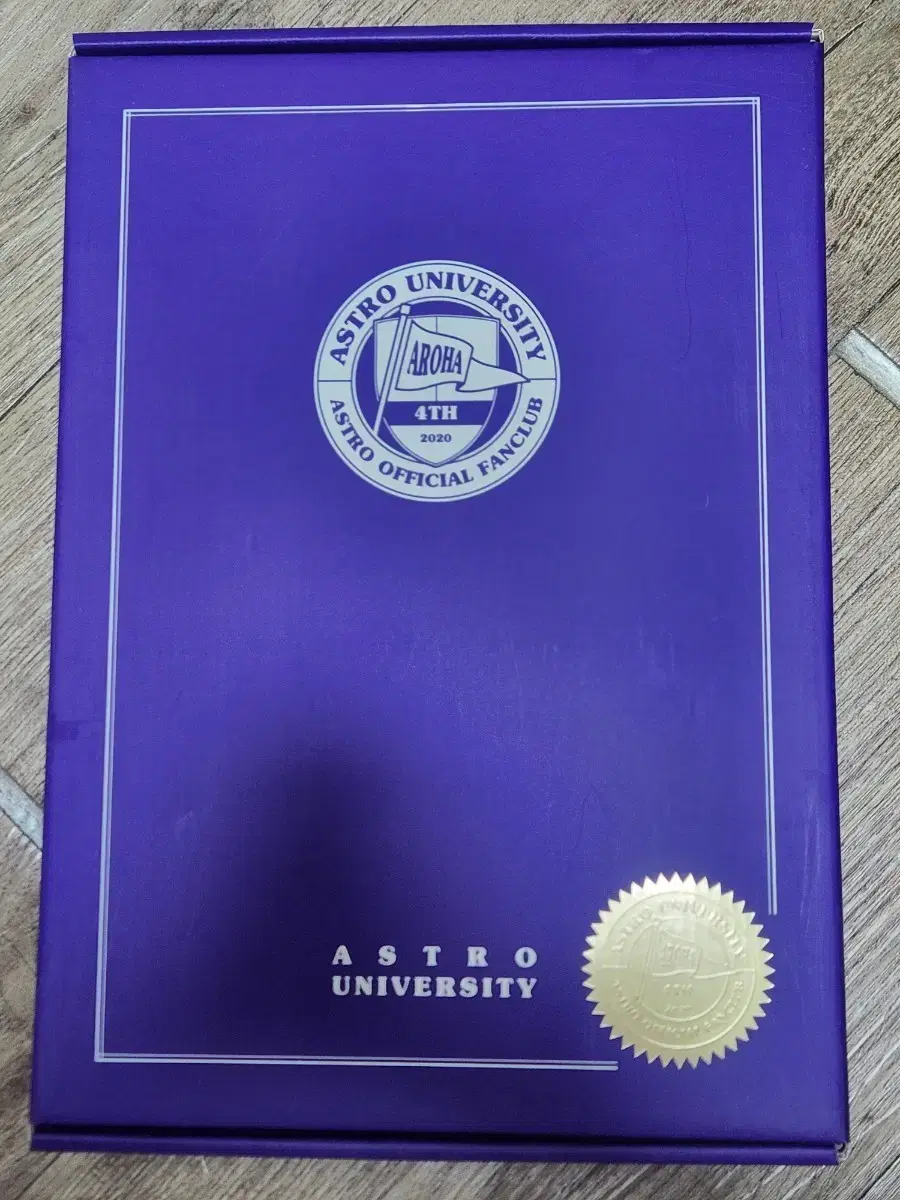 ASTRO UNIVERSITY
AROHA
4TH
2020
ASTRO OFFICIAL FANCLUB
ASTRO
UNIVERSITY